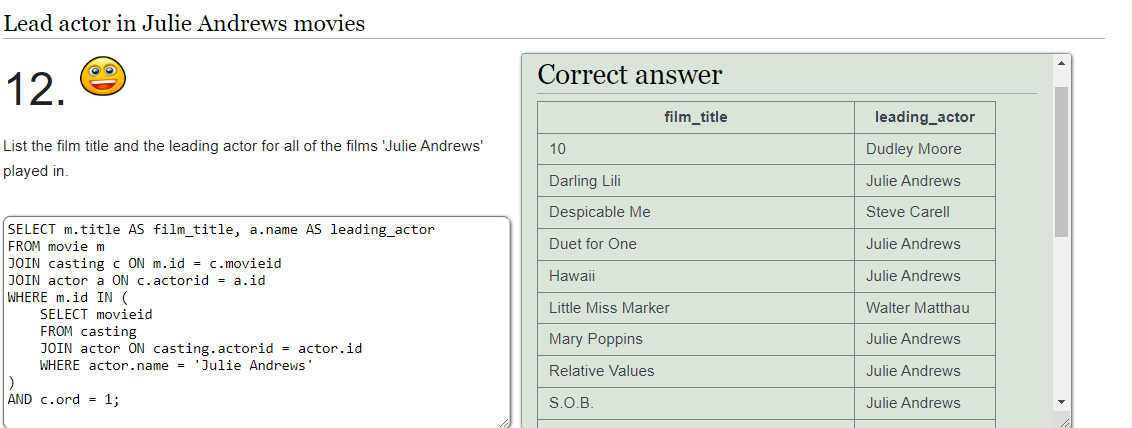 Lead actor in Julie Andrews movies
12.
List the film title and the leading actor for all of the films 'Julie Andrews'
played in.
SELECT m.title AS film_title, a.name AS leading_actor
FROM movie m
JOIN casting c ON m.id = c.movieid
JOIN actor a ON c.actorid = a.id
WHERE m.id IN (
    SELECT movieid
    FROM casting
    JOIN actor ON casting.actorid = actor.id
    WHERE actor.name = 'Julie Andrews'
)
AND c.ord = 1;
Correct answer
film_title leading_actor
10 Dudley Moore
Darling Lili Julie Andrews
Despicable Me Steve Carell
Duet for One Julie Andrews
Hawaii Julie Andrews
Little Miss Marker Walter Matthau
Mary Poppins Julie Andrews
Relative Values Julie Andrews
S.O.B. Julie Andrews